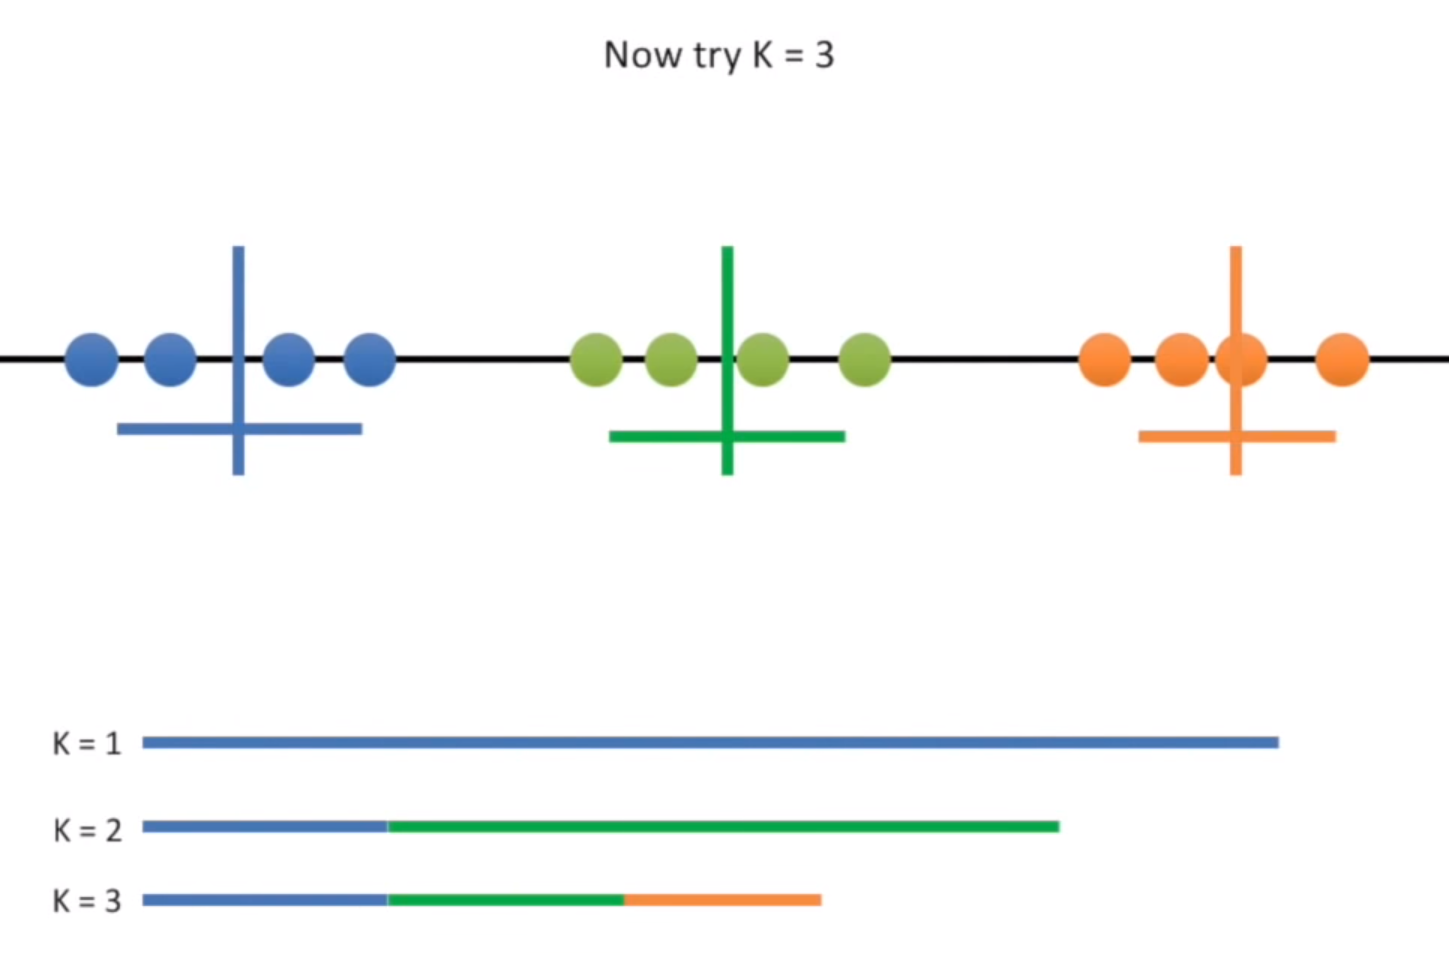 Now try K = 3
K = 1
K = 2
K = 3